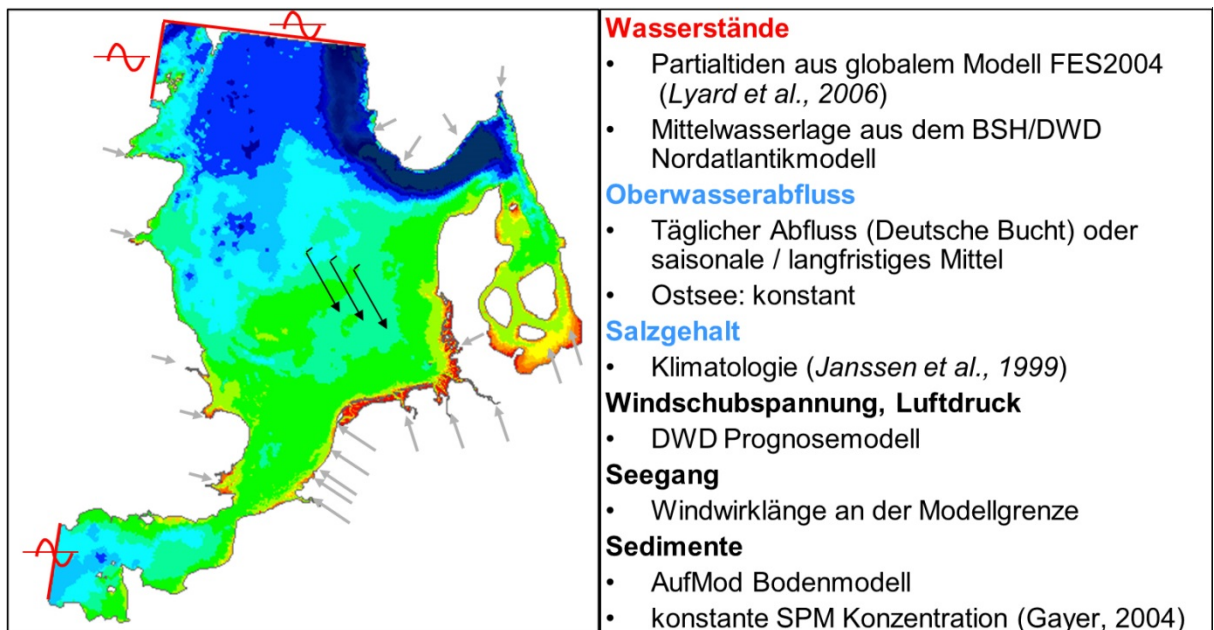 Wasserstände
• Partialtiden aus globalem Modell FES2004
(Lyard et al., 2006)
• Mittelwasserlage aus dem BSH/DWD
Nordatlantikmodell
Oberwasserabfluss
• Täglicher Abfluss (Deutsche Bucht) oder
saisonale / langfristiges Mittel
• Ostsee: konstant
Salzgehalt
• Klimatologie (Janssen et al., 1999)
Windschubspannung, Luftdruck
• DWD Prognosemodell
Seegang
• Windwirklänge an der Modellgrenze
Sedimente
• AufMod Bodenmodell
• konstante SPM Konzentration (Gayer, 2004)